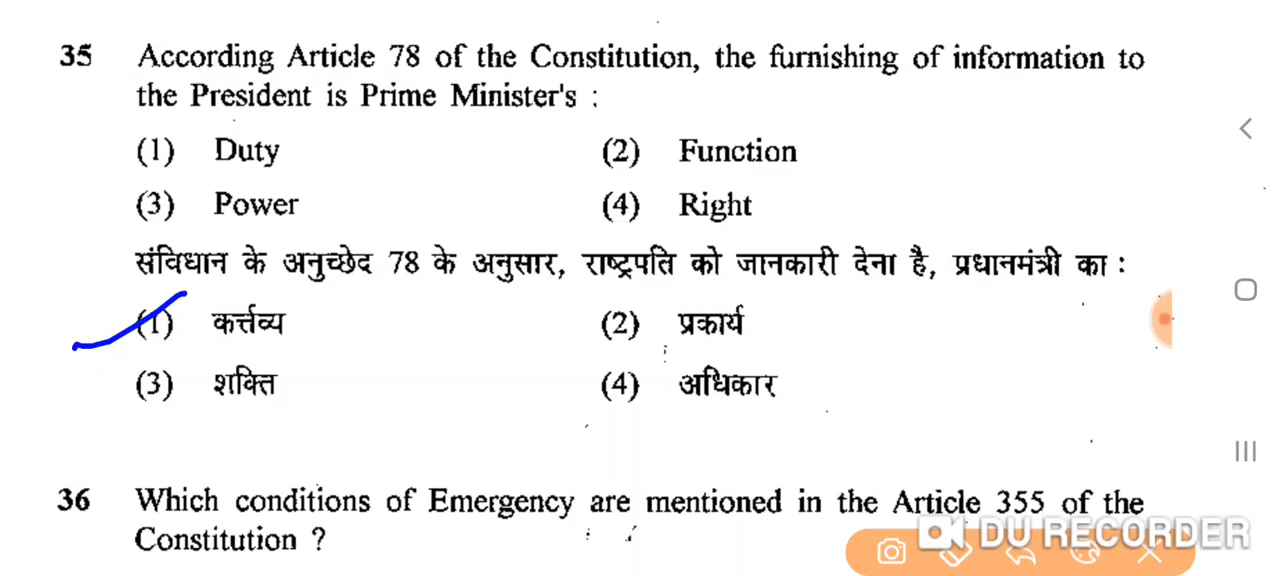 35 According Article 78 of the Constitution, the furnishing of information to
the President is Prime Minister's :
(1) Duty (2) Function
(3) Power (4) Right
संविधान के अनुच्छेद 78 के अनुसार, राष्ट्रपति को जानकारी देना है, प्रधानमंत्री का :
(1) कर्त्तव्य (2) प्रकार्य
(3) शक्ति (4) अधिकार
36 Which conditions of Emergency are mentioned in the Article 355 of the
Constitution ?
DU RECORDER